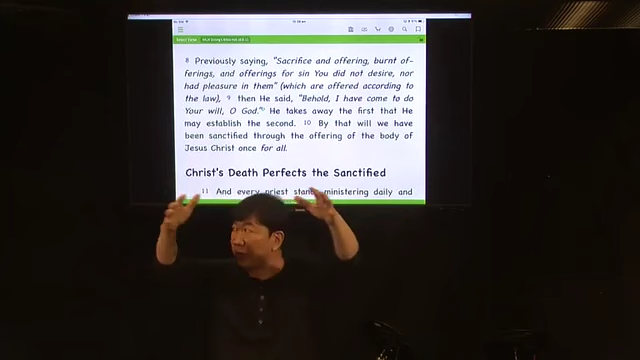 8 Previously saying, "Sacrifice and offering, burnt of-
ferings, and offerings for sin You did not desire, nor
had pleasure in them" (which are offered according to
the law), 9 then He said, "Behold, I have come to do
Your will, O God." He takes away the first that He
may establish the second. 10 By that will we have
been sanctified through the offering of the body of
Jesus Christ once for all.
Christ's Death Perfects the Sanctified
11 And every priest stands ministering daily and